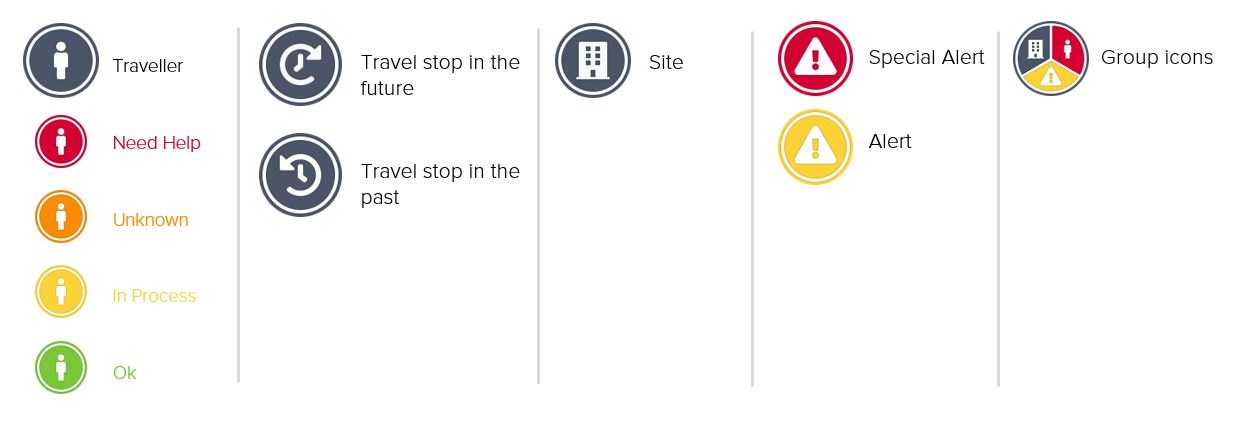 Traveller
Need Help
Unknown
In Process
Ok
Travel stop in the
future
Travel stop in the
past
Site
Special Alert
Alert
Group icons